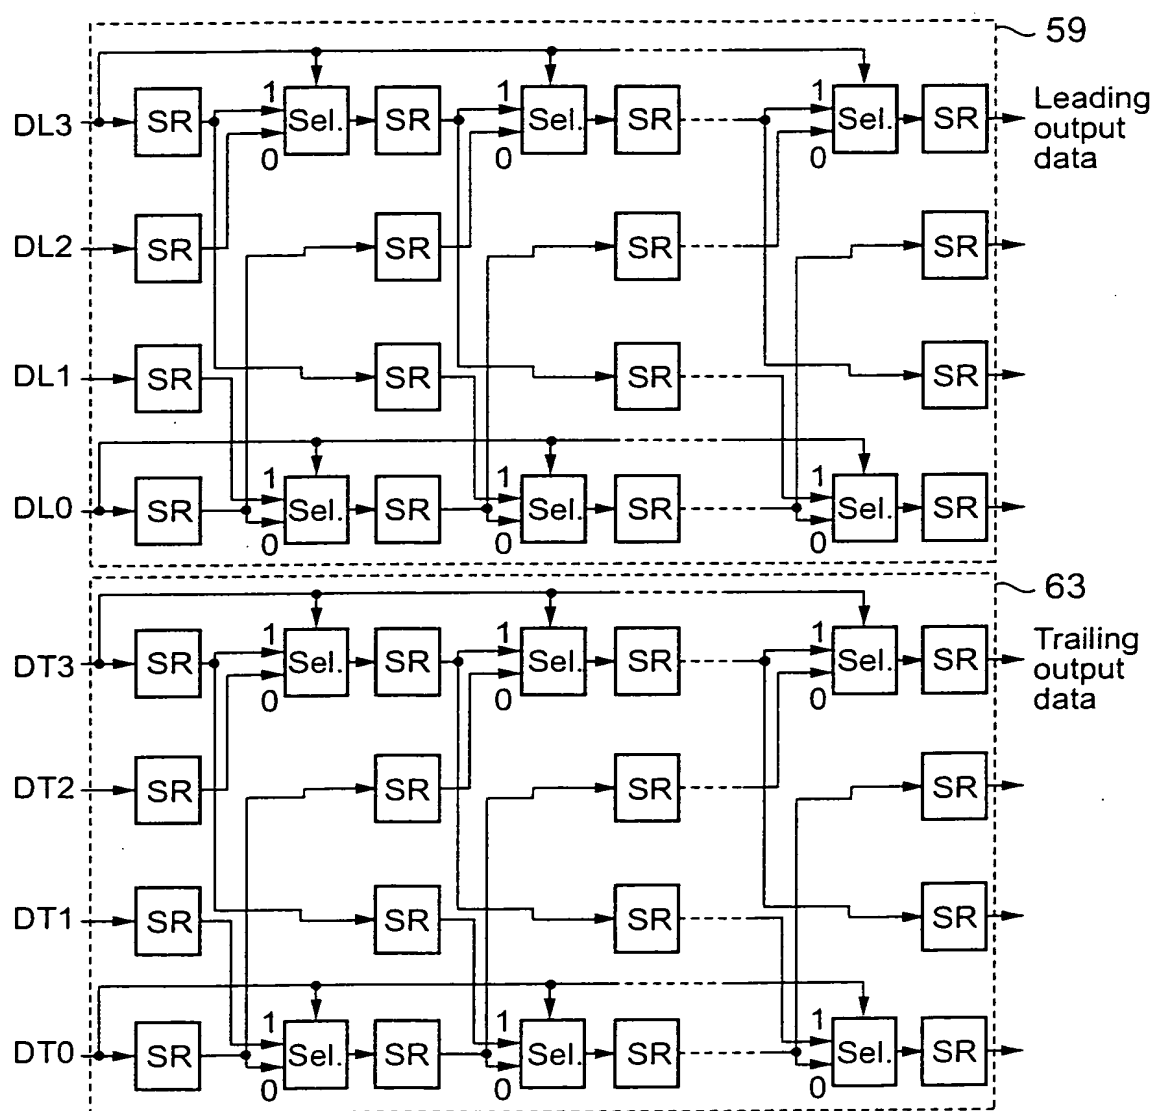 59
1 1 1
DL3 SR Sel. SR Sel. SR Sel. SR Leading
output
data
0 0 0
DL2 SR SR SR SR
DL1 SR SR SR SR
1 1 1
DL0 SR Sel. SR Sel. SR Sel. SR
0 0 0
63
1 1 1
DT3 SR Sel. SR Sel. SR Sel. SR Trailing
output
data
0 0 0
DT2 SR SR SR SR
DT1 SR SR SR SR
1 1 1
DT0 SR Sel. SR Sel. SR Sel. SR
0 0 0